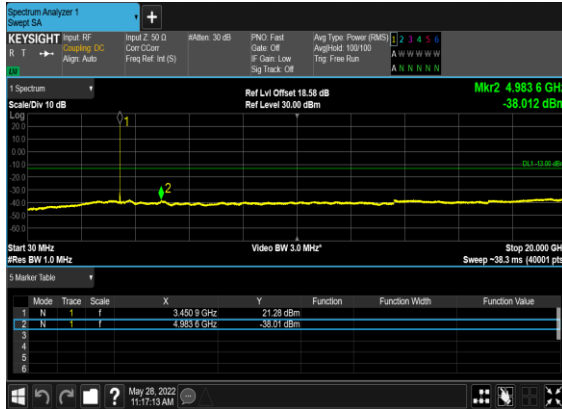 Spectrum Analyzer 1
Swept SA
+
KEYSIGHT Input: RF Input Z: 50 Ω #Atten: 30 dB PNO: Fast Avg Type: Power (RMS) 1 2 3 4 5 6
R T Coupling: DC Corr CCorr Gate: Off Avg|Hold: 100/100 A W W W W W
Align: Auto Freq Ref: Int (S) IF Gain: Low Trig: Free Run
LU Sig Track: Off A N N N N N
1 Spectrum Ref Lvl Offset 18.58 dB Mkr2 4.983 6 GHz
Scale/Div 10 dB Ref Level 30.00 dBm -38.012 dBm
Log
1
20.0
10.0
0.00
-10.0 DL1 -13.00 dBm
-20.0
-30.0 2
-40.0
-50.0
-60.0
Start 30 MHz Video BW 3.0 MHz* Stop 20.000 GH
#Res BW 1.0 MHz Sweep ~38.3 ms (40001 pts
5 Marker Table
Mode Trace Scale X Y Function Function Width Function Value
1 N 1 f 3.450 9 GHz 21.28 dBm
2 N 1 f 4.983 6 GHz -38.01 dBm
3
4
5
6
? May 28, 2022
11:17:13 AM